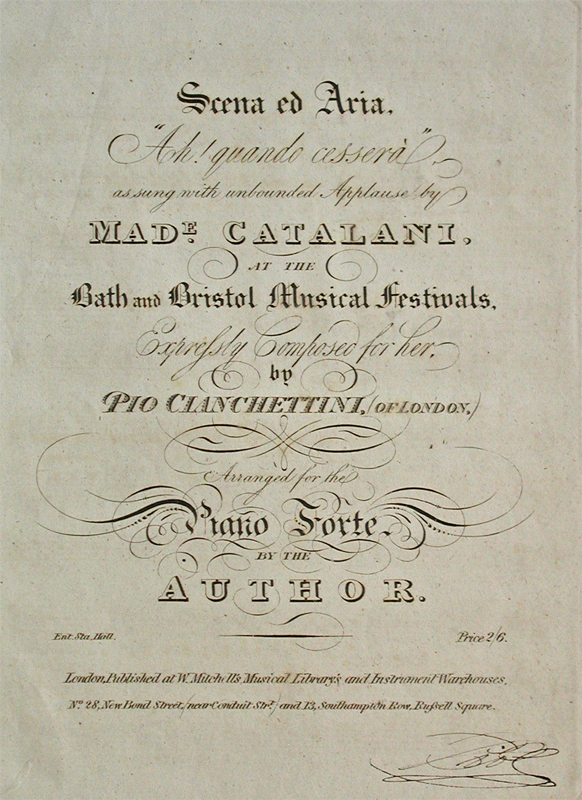 Scena ed Aria.
"Ah! quando cesserà".
as sung with unbounded Applause by
MADE. CATALANI,
AT THE
Bath and Bristol Musical Festivals,
Expressly Composed for her,
by
PIO CIANCHETTINI, (OF LONDON,)
Arranged for the
Piano Forte.
BY THE
AUTHOR.
Ent. Sta. Hall.
Price 2/6.
London, Published at W. Mitchell's, Musical Library's and Instrument Warehouses,
No. 28, New Bond Street, (near Conduit Strt.) and 13, Southampton Row, Russell Square.